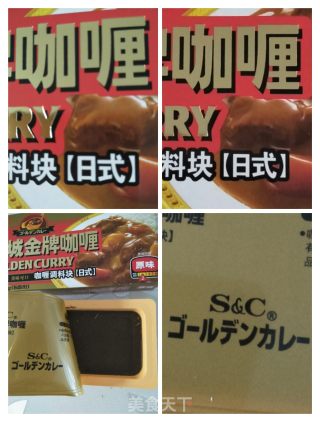 牌咖喱
URRY
料块【日式】
咖喱
RY
料块【日式】
ゴールデンカレー
城金牌咖喱
LDEN CURRY
原味
咖喱调料块【日式】
S&C®
ゴールデンカレー
S&C®
ゴールデンカレー
美食天下